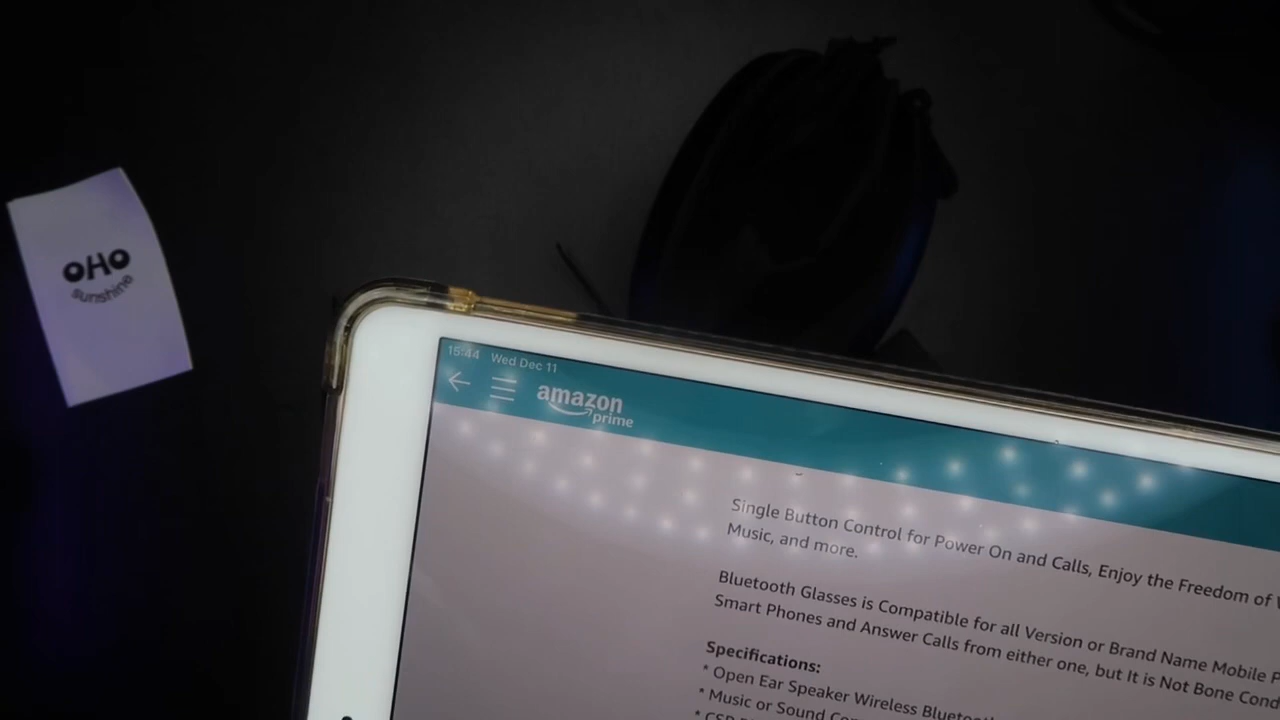 OHO
sunshine
15:44 Wed Dec 11
amazon
prime
Single Button Control for Power On and Calls, Enjoy the Freedom of
Music, and more.
Bluetooth Glasses is Compatible for all Version or Brand Name Mobile
Smart Phones and Answer Calls from either one, but It is Not Bone Cond
Specifications:
* Open Ear Speaker Wireless Bluetooth
* Music or Sound